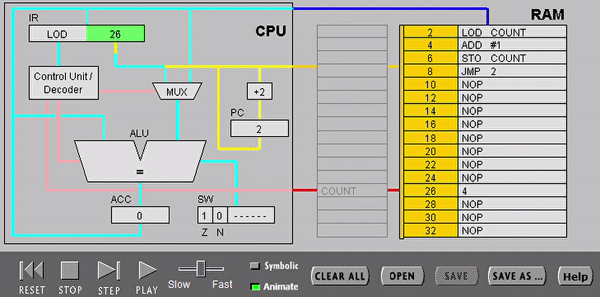 IR
CPU
RAM
LOD 26
2 LOD COUNT
4 ADD #1
6 STO COUNT
8 JMP 2
10 NOP
12 NOP
14 NOP
16 NOP
18 NOP
20 NOP
22 NOP
24 NOP
26 4
28 NOP
30 NOP
32 NOP
Control Unit /
Decoder
MUX
+2
PC
2
ALU
=
COUNT
ACC
0
SW
1 0 ------
Z N
RESET
STOP
STEP
PLAY
Slow Fast
Symbolic
Animate
CLEAR ALL
OPEN
SAVE
SAVE AS ...
Help